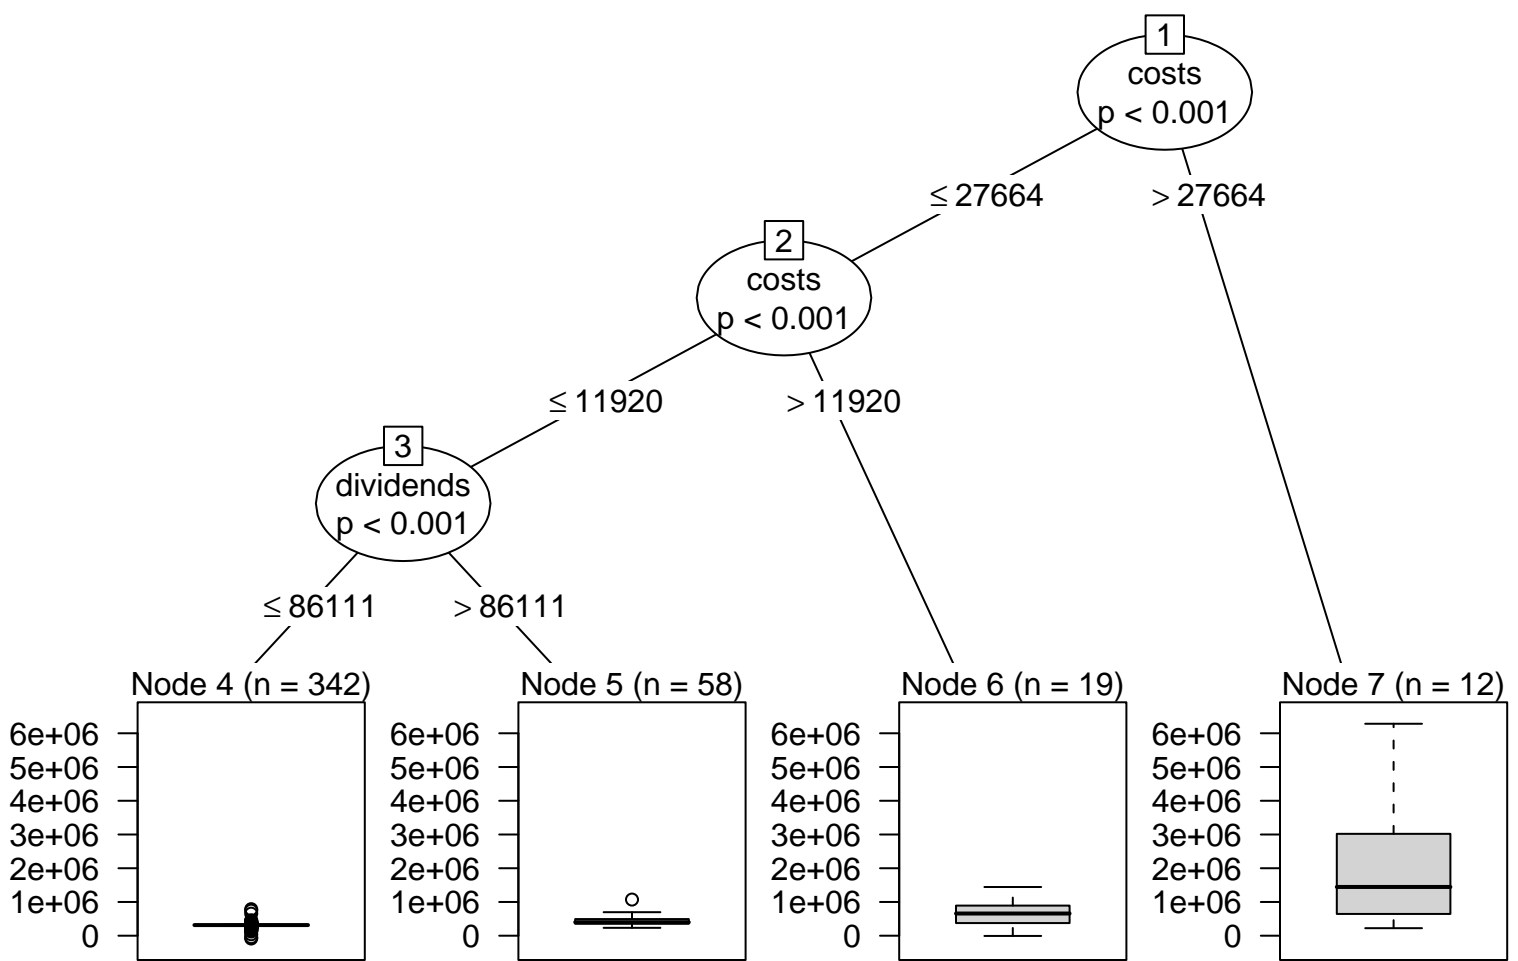 1
costs
p < 0.001
≤ 27664
> 27664
2
costs
p < 0.001
≤ 11920
> 11920
3
dividends
p < 0.001
≤ 86111
> 86111
Node 4 (n = 342)
6e+06
5e+06
4e+06
3e+06
2e+06
1e+06
0
Node 5 (n = 58)
6e+06
5e+06
4e+06
3e+06
2e+06
1e+06
0
Node 6 (n = 19)
6e+06
5e+06
4e+06
3e+06
2e+06
1e+06
0
Node 7 (n = 12)
6e+06
5e+06
4e+06
3e+06
2e+06
1e+06
0